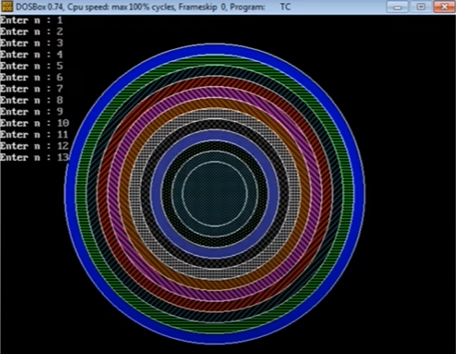 DOSBox 0.74, Cpu speed: max 100% cycles, Frameskip 0, Program: TC
Enter n : 1
Enter n : 2
Enter n : 3
Enter n : 4
Enter n : 5
Enter n : 6
Enter n : 7
Enter n : 8
Enter n : 9
Enter n : 10
Enter n : 11
Enter n : 12
Enter n : 13